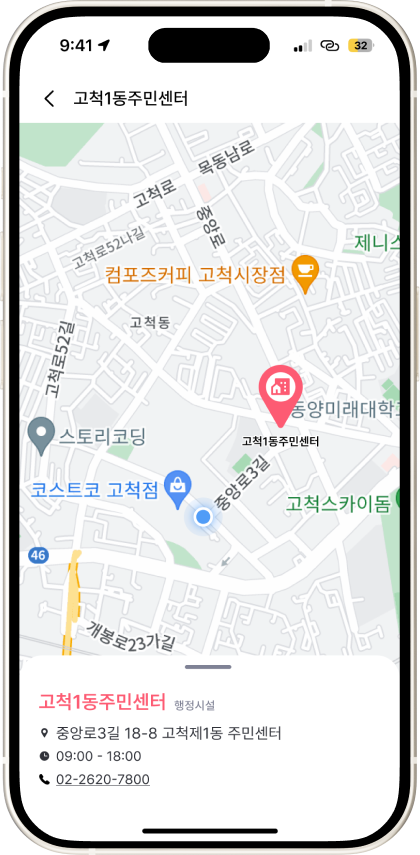 9:41
32
고척1동주민센터
목동남로
고척로
중앙로
고척로52나길
제니스
컴포즈커피 고척시장점
고척동
고척로52길
동양미래대학교
고척1동주민센터
스토리코딩
중앙로3길
코스트코 고척점
고척스카이돔
46
개봉로23가길
고척1동주민센터 행정시설
중앙로3길 18-8 고척제1동 주민센터
09:00 - 18:00
02-2620-7800